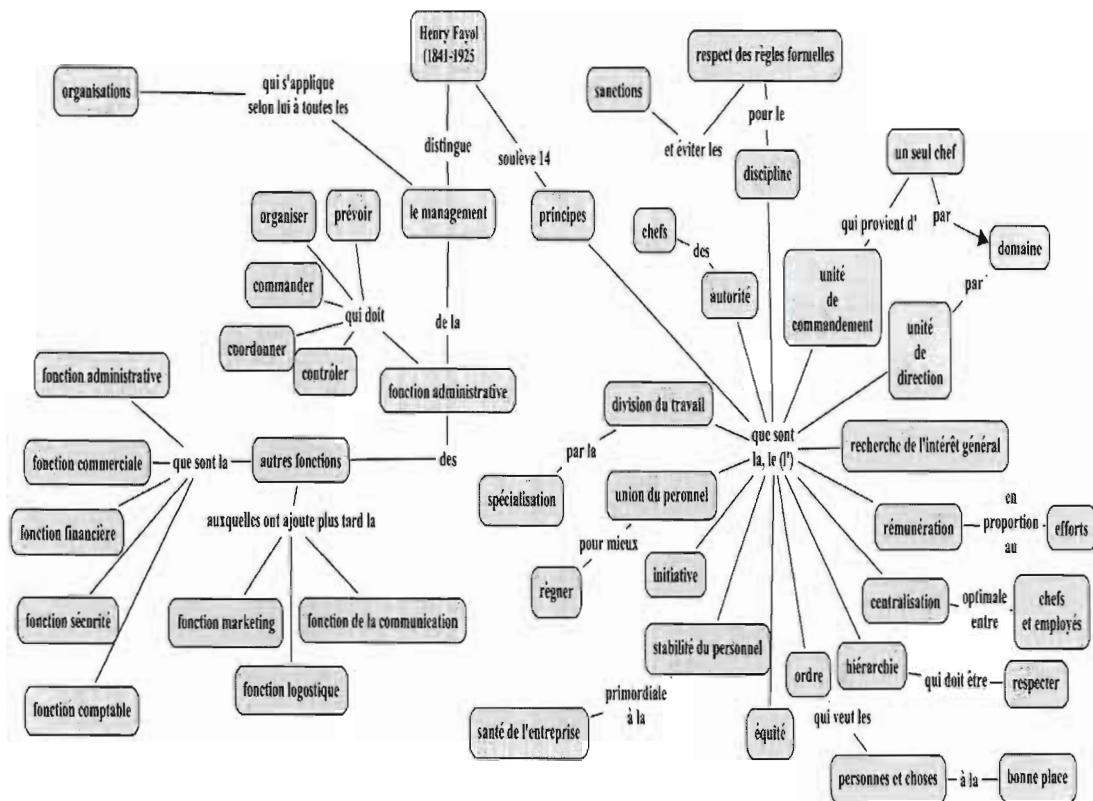 Henry Fayol
(1841-1925
respect des règles formelles
organisations
qui s'applique
selon lui à toutes les
sanctions
pour le
distingue
soulève 14
et éviter les
un seul chef
discipline
organiser
prévoir
le management
principes
chefs
des
qui provient d'
par
domaine
autorité
unité
de
commandement
par
commander
qui doit
de la
unité
de
direction
coordonner
contrôler
fonction administrative
fonction administrative
division du travail
que sont
la, le (l')
recherche de l'intérêt général
fonction commerciale
que sont la
autres fonctions
des
par la
spécialisation
union du peronnel
fonction financière
auxquelles ont ajoute plus tard la
pour mieux
rémunération
en
proportion
au
efforts
règner
initiative
centralisation
optimale
entre
chefs
et employés
fonction sécurité
fonction marketing
fonction de la communication
stabilité du personnel
ordre
hiérarchie
qui doit être
respecter
fonction logostique
fonction comptable
primordiale
à la
santé de l'entreprise
équité
qui veut les
personnes et choses
à la
bonne place